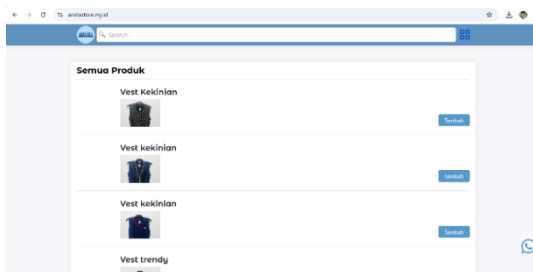 Search
Semua Produk
Vest Kekinian
Tambah
Vest kekinian
Tambah
Vest kekinian
Tambah
Vest trendy